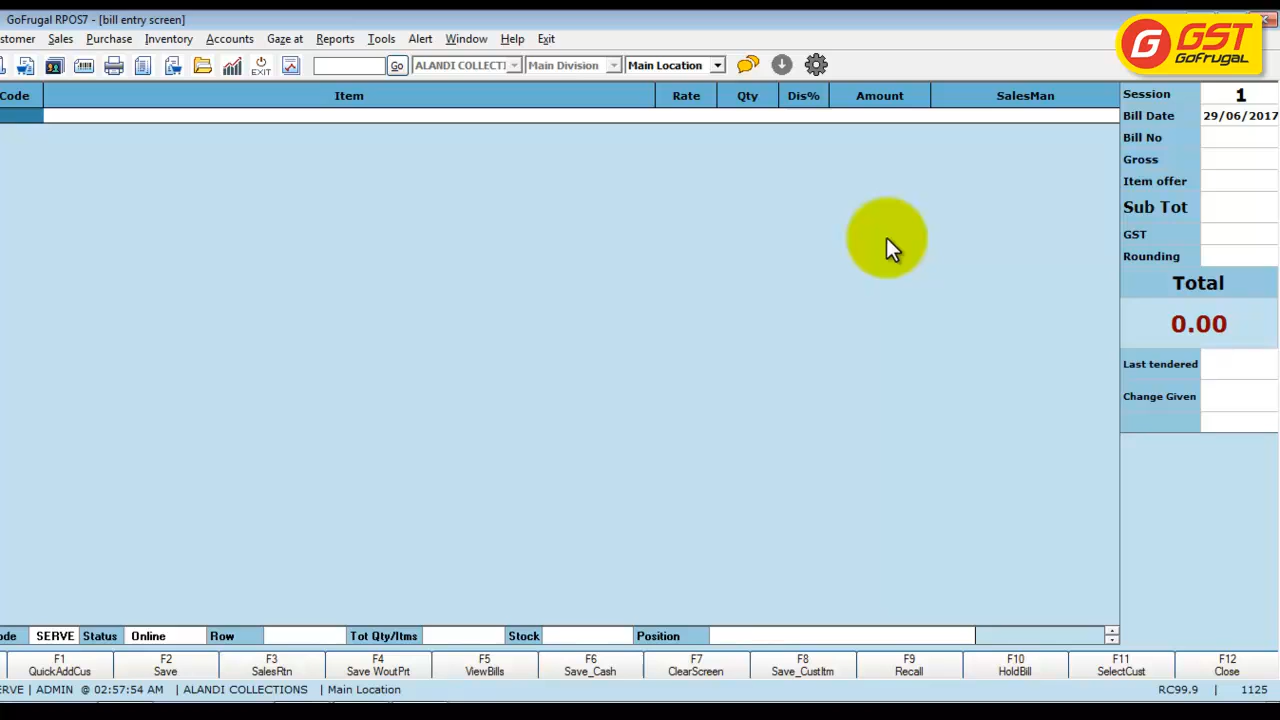 GoFrugal RPOS7 - [bill entry screen]
GST
GOFRUGAL
stomer Sales Purchase Inventory Accounts Gaze at Reports Tools Alert Window Help Exit
EXIT Go ALANDI COLLECT Main Division Main Location
Code Item Rate Qty Dis% Amount SalesMan
Session 1
Bill Date 29/06/2017
Bill No
Gross
Item offer
Sub Tot
GST
Rounding
Total
0.00
Last tendered
Change Given
ode SERVE Status Online Row Tot Qty/Itms Stock Position
F1 F2 F3 F4 F5 F6 F7 F8 F9 F10 F11 F12
QuickAddCus Save SalesRtn Save WoutPrt ViewBills Save_Cash ClearScreen Save_CustItm Recall HoldBill SelectCust Close
ERVE | ADMIN @ 02:57:54 AM | ALANDI COLLECTIONS | Main Location RC99.9 | 1125